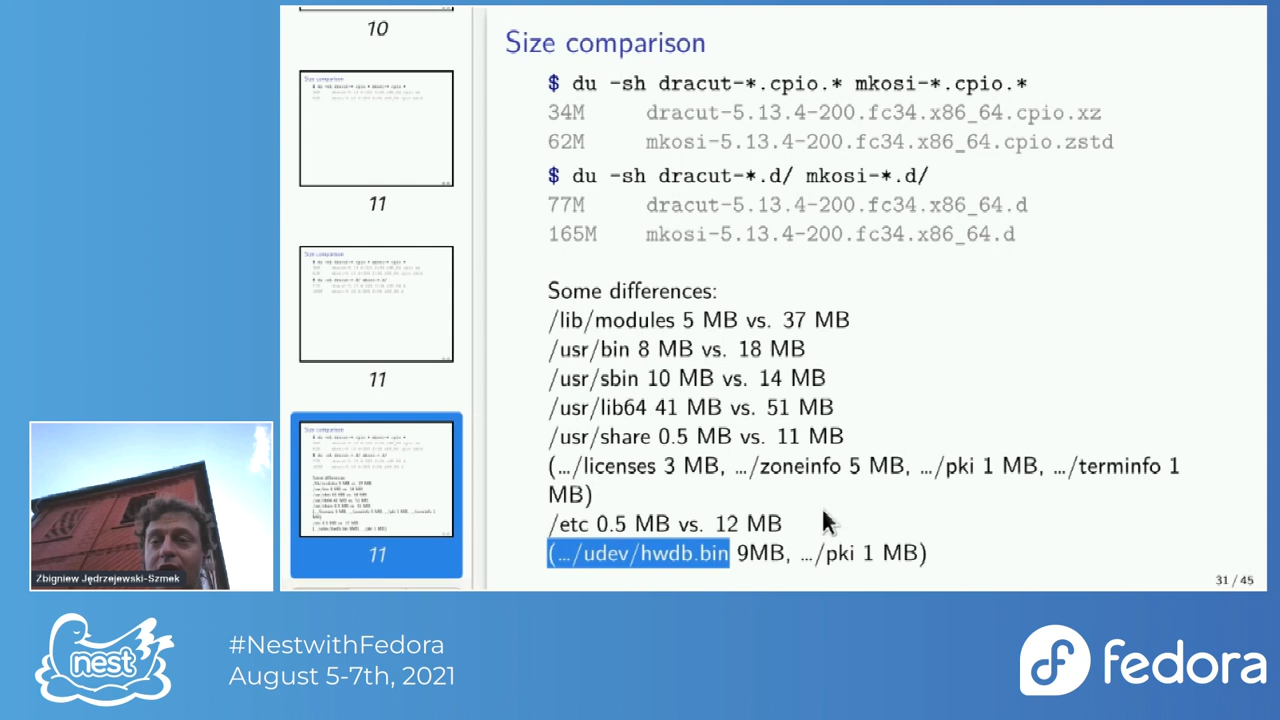 10
11
11
11
Size comparison
$ du -sh dracut-*.cpio.* mkosi-*.cpio.*
34M dracut-5.13.4-200.fc34.x86_64.cpio.xz
62M mkosi-5.13.4-200.fc34.x86_64.cpio.zstd
$ du -sh dracut-*.d/ mkosi-*.d/
77M dracut-5.13.4-200.fc34.x86_64.d
165M mkosi-5.13.4-200.fc34.x86_64.d
Some differences:
/lib/modules 5 MB vs. 37 MB
/usr/bin 8 MB vs. 18 MB
/usr/sbin 10 MB vs. 14 MB
/usr/lib64 41 MB vs. 51 MB
/usr/share 0.5 MB vs. 11 MB
(…/licenses 3 MB, …/zoneinfo 5 MB, …/pki 1 MB, …/terminfo 1
MB)
/etc 0.5 MB vs. 12 MB
(…/udev/hwdb.bin 9MB, …/pki 1 MB)
31 / 45
Zbigniew Jędrzejewski-Szmek
nest
#NestwithFedora
August 5-7th, 2021
fedora